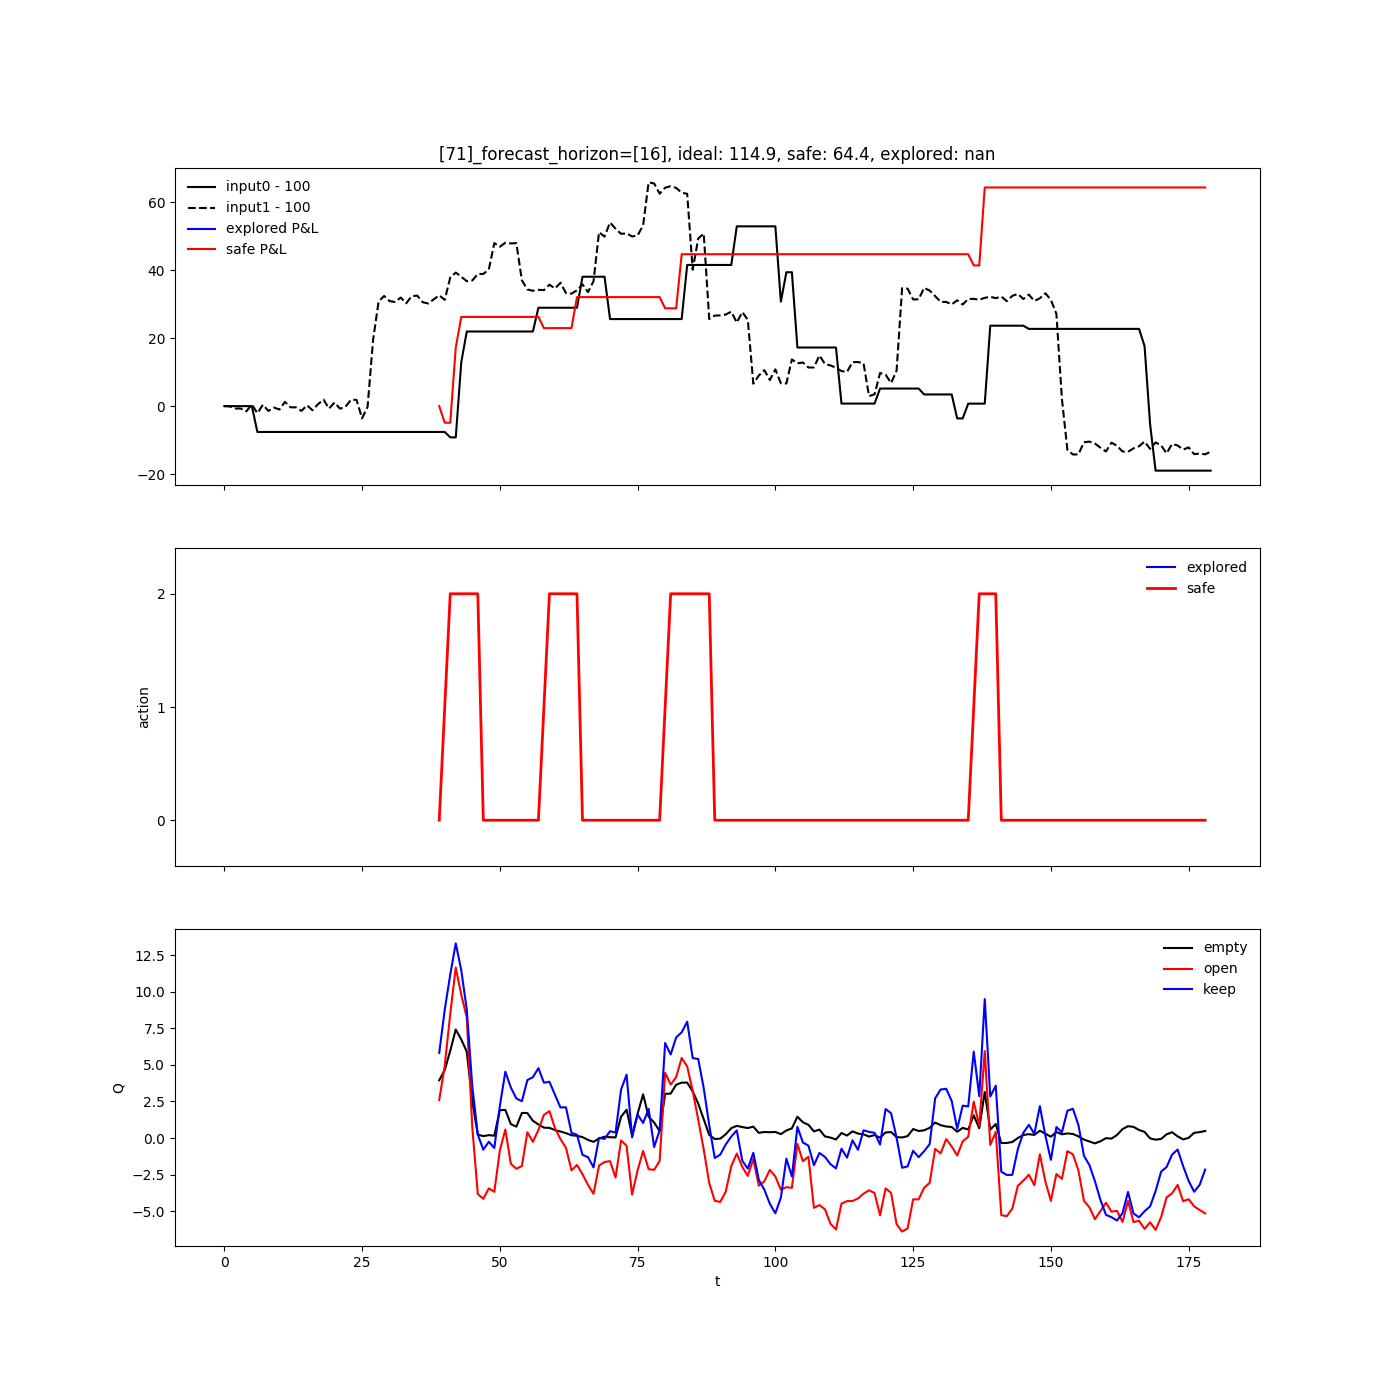 [71]_forecast_horizon=[16], ideal: 114.9, safe: 64.4, explored: nan
input0 - 100
input1 - 100
explored P&L
safe P&L
60
40
20
0
−20
explored
safe
2
1
0
action
empty
open
keep
12.5
10.0
7.5
5.0
2.5
0.0
−2.5
−5.0
Q
0 25 50 75 100 125 150 175
t